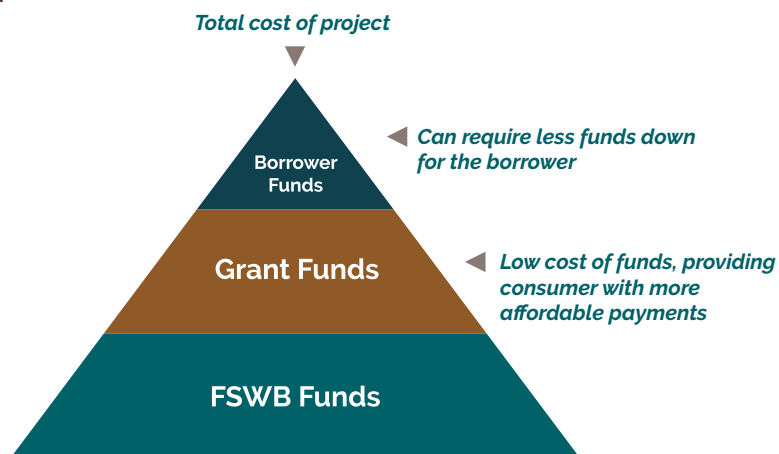 Total cost of project
Can require less funds down
for the borrower
Borrower
Funds
Low cost of funds, providing
consumer with more
affordable payments
Grant Funds
FSWB Funds